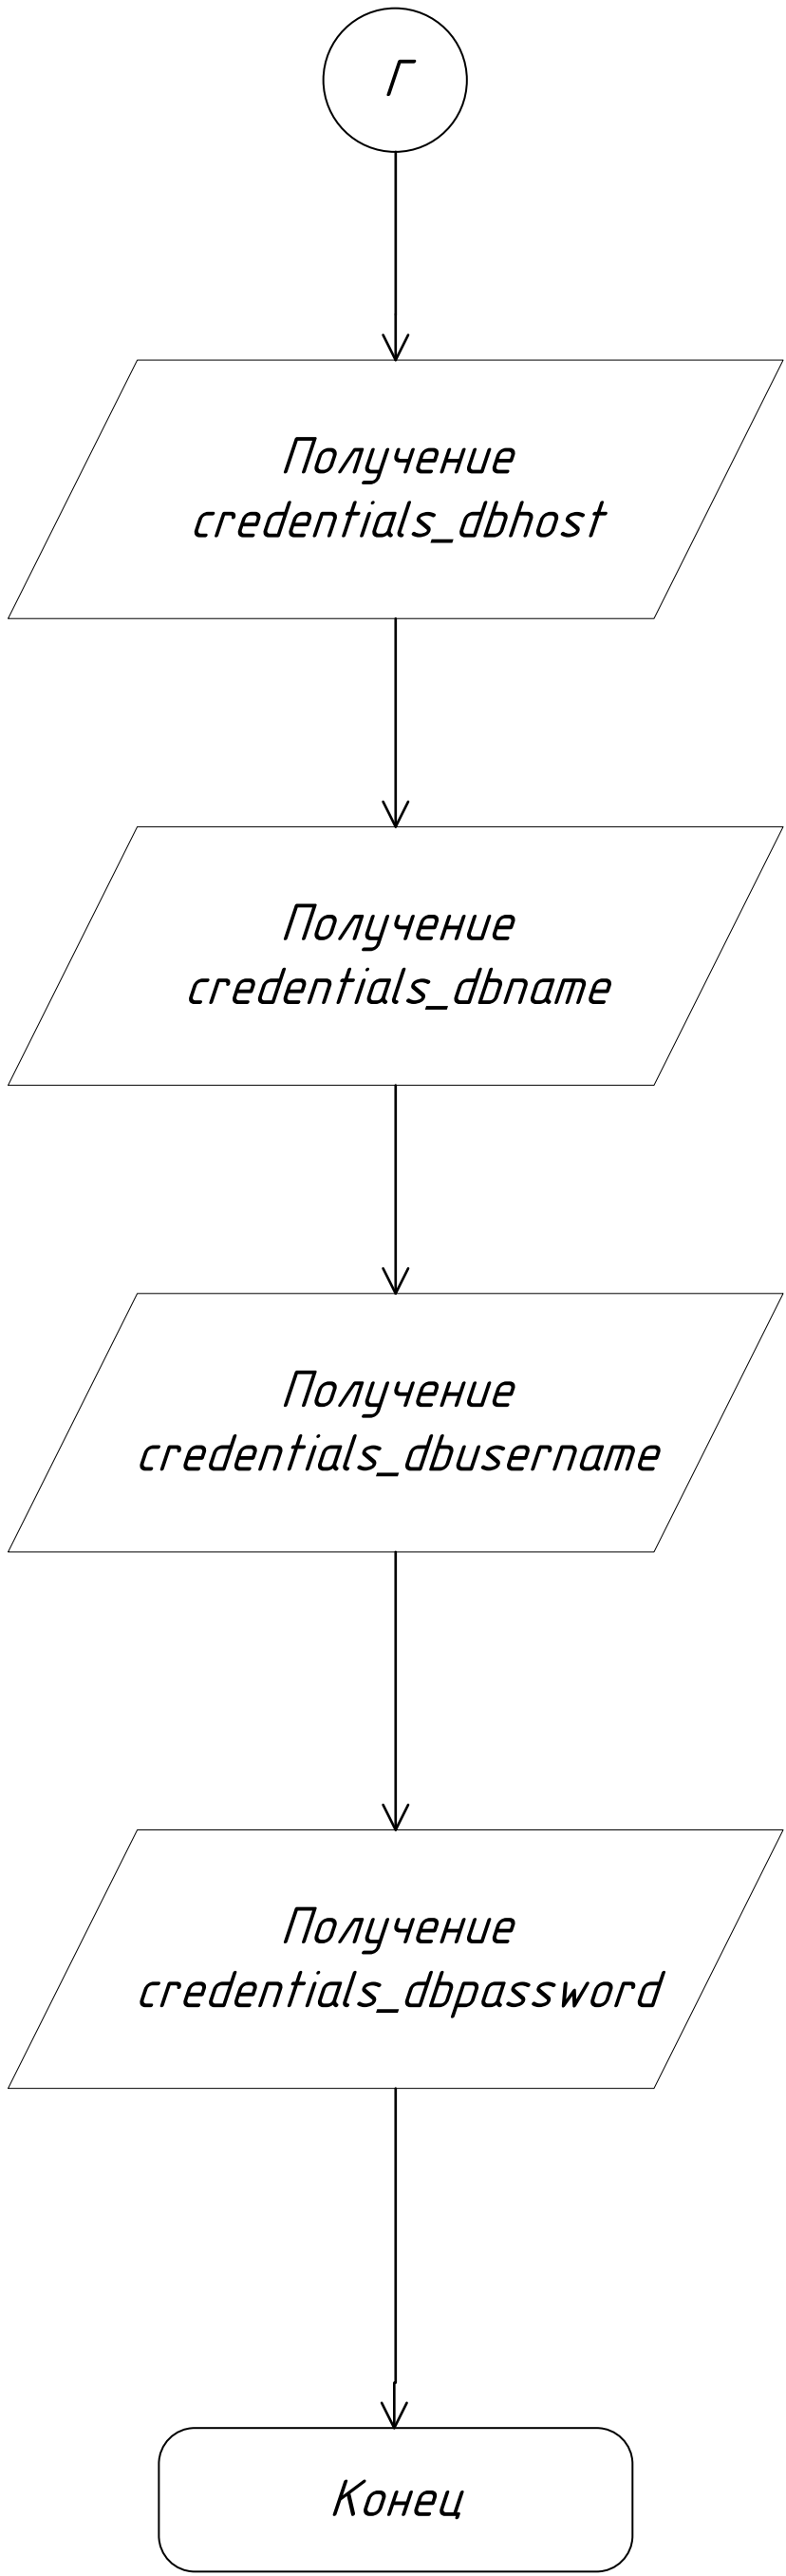 Г
Получение
credentials_dbhost
Получение
credentials_dbname
Получение
credentials_dbusername
Получение
credentials_dbpassword
Конец